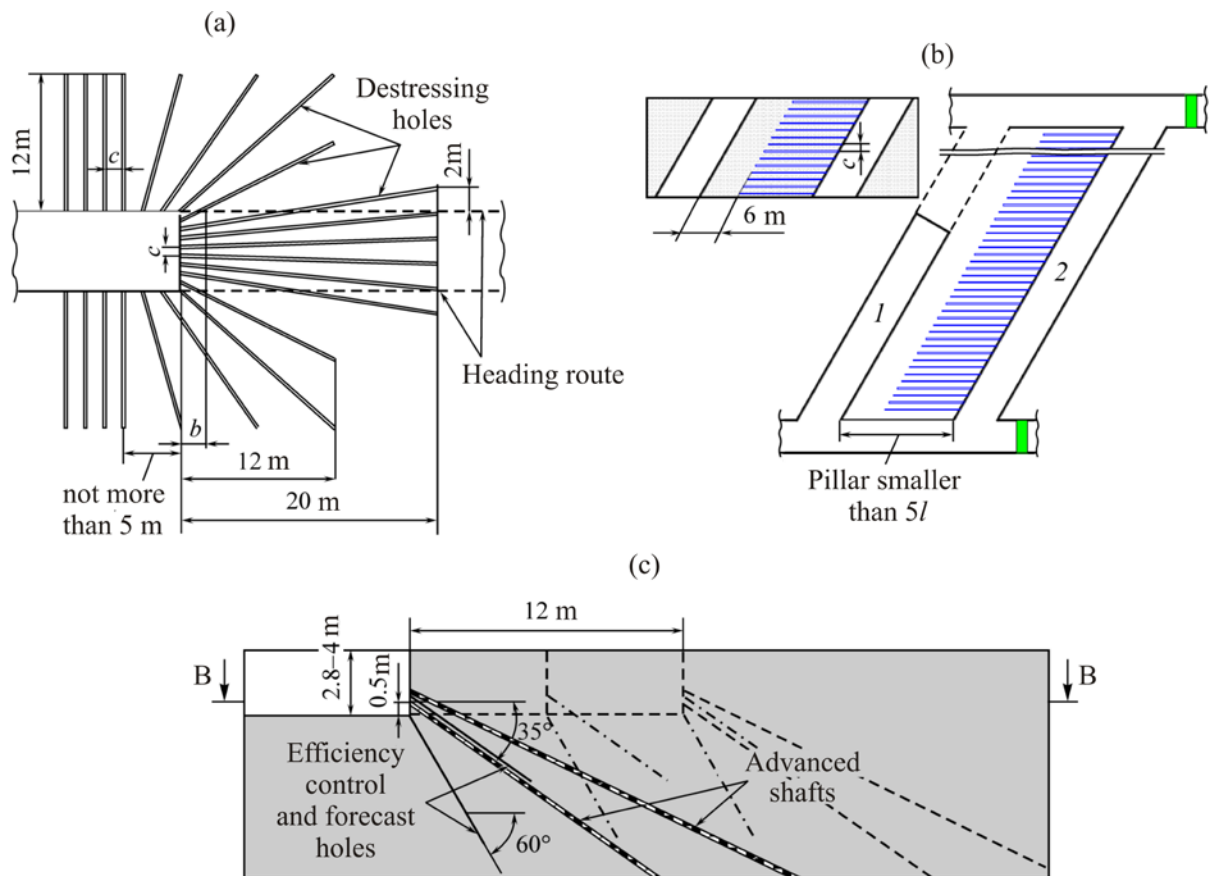 (a)
Destressing
holes
12 m
c
2 m
c
Heading route
b
not more
than 5 m
12 m
20 m
(b)
c
6 m
1
2
Pillar smaller
than 5l
(c)
12 m
B
2.8–4 m
0.5 m
B
35°
Efficiency
control
and forecast
holes
Advanced
shafts
60°